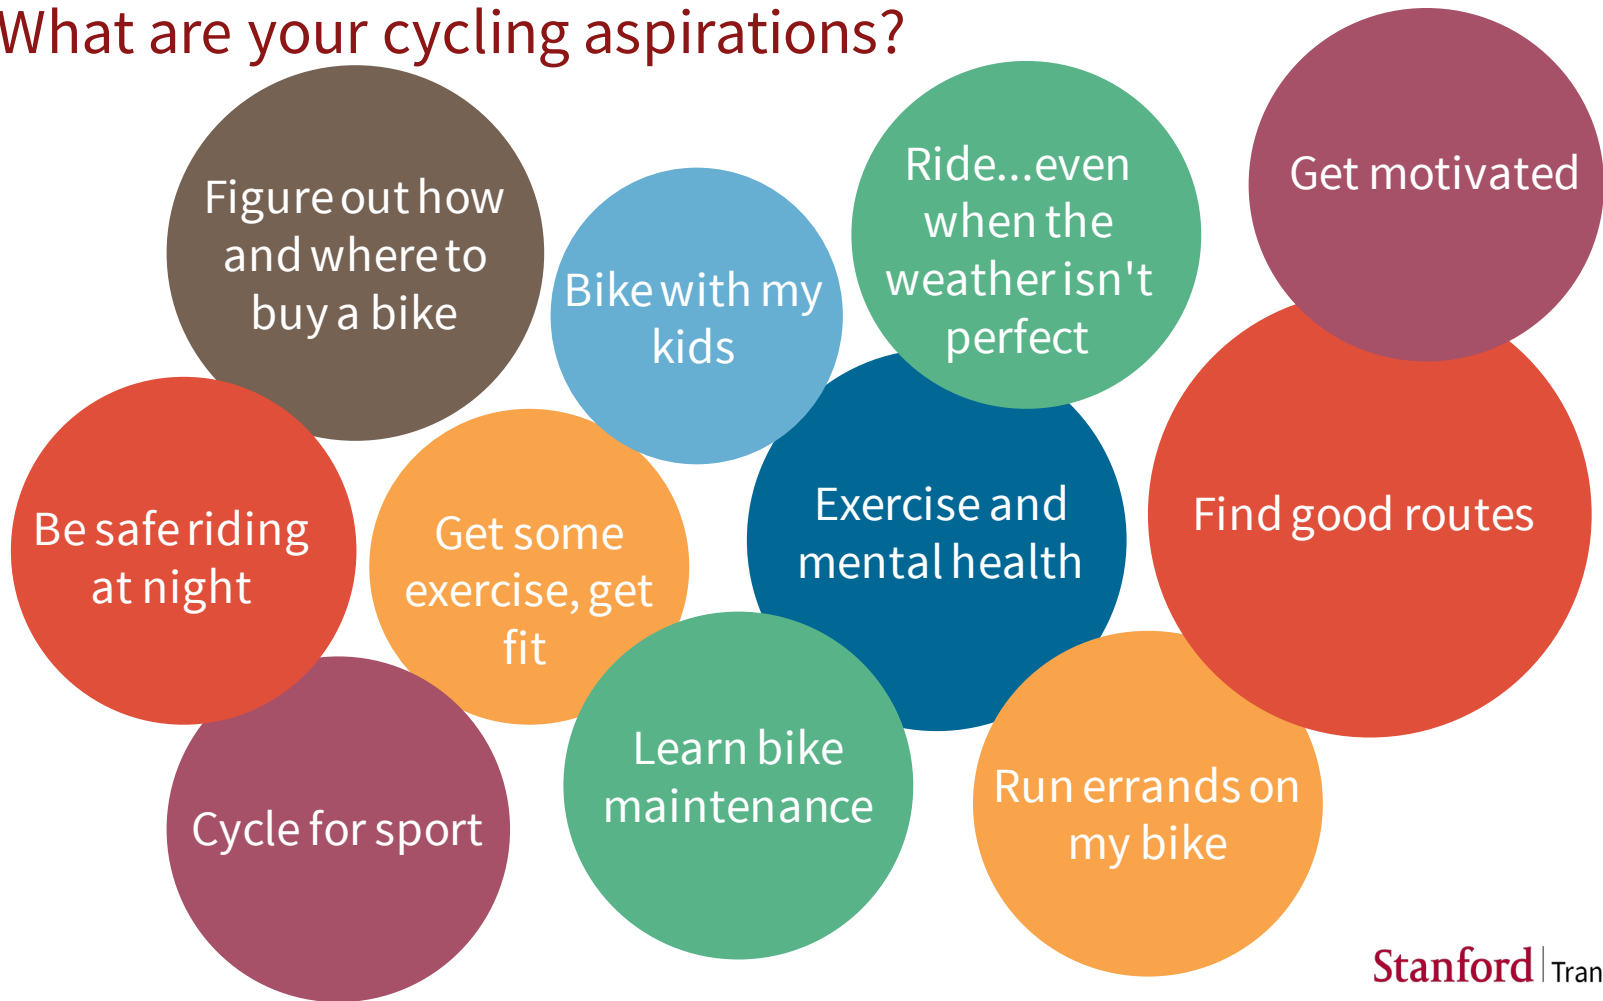 What are your cycling aspirations?
Figure out how
and where to
buy a bike
Bike with my
kids
Ride...even
when the
weather isn't
perfect
Get motivated
Be safe riding
at night
Get some
exercise, get
fit
Exercise and
mental health
Find good routes
Cycle for sport
Learn bike
maintenance
Run errands on
my bike
Stanford | Tran